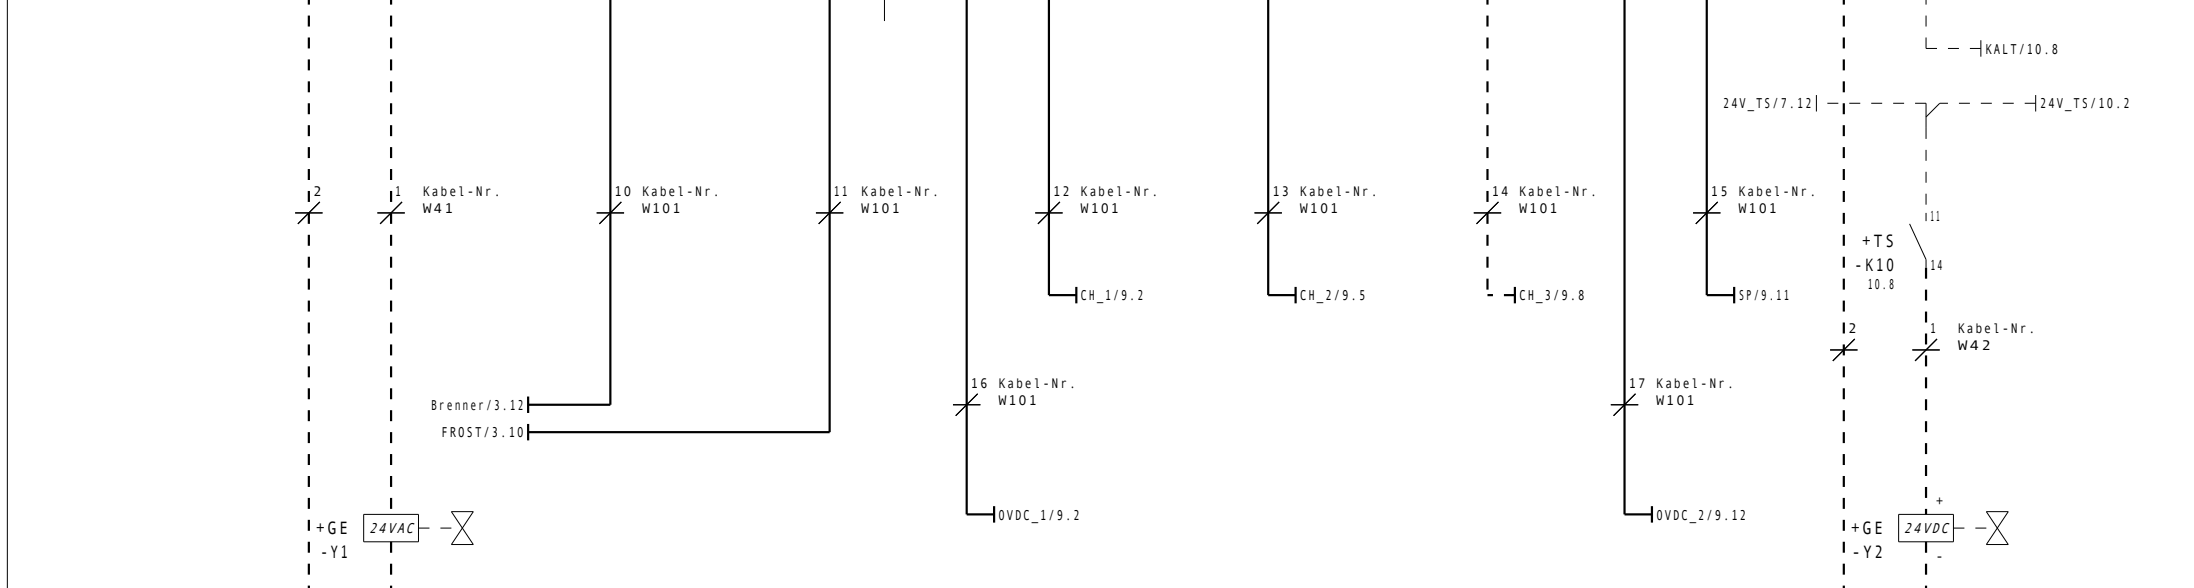 KALT/10.8
24V_TS/7.12
24V_TS/10.2
2
1 Kabel-Nr.
W41
10 Kabel-Nr.
W101
11 Kabel-Nr.
W101
12 Kabel-Nr.
W101
13 Kabel-Nr.
W101
14 Kabel-Nr.
W101
15 Kabel-Nr.
W101
11
+TS
-K10
10.8
14
CH_1/9.2
CH_2/9.5
CH_3/9.8
SP/9.11
2
1 Kabel-Nr.
W42
16 Kabel-Nr.
W101
17 Kabel-Nr.
W101
Brenner/3.12
FROST/3.10
0VDC_1/9.2
0VDC_2/9.12
+GE
-Y1
24VAC
+GE
-Y2
+
24VDC
-